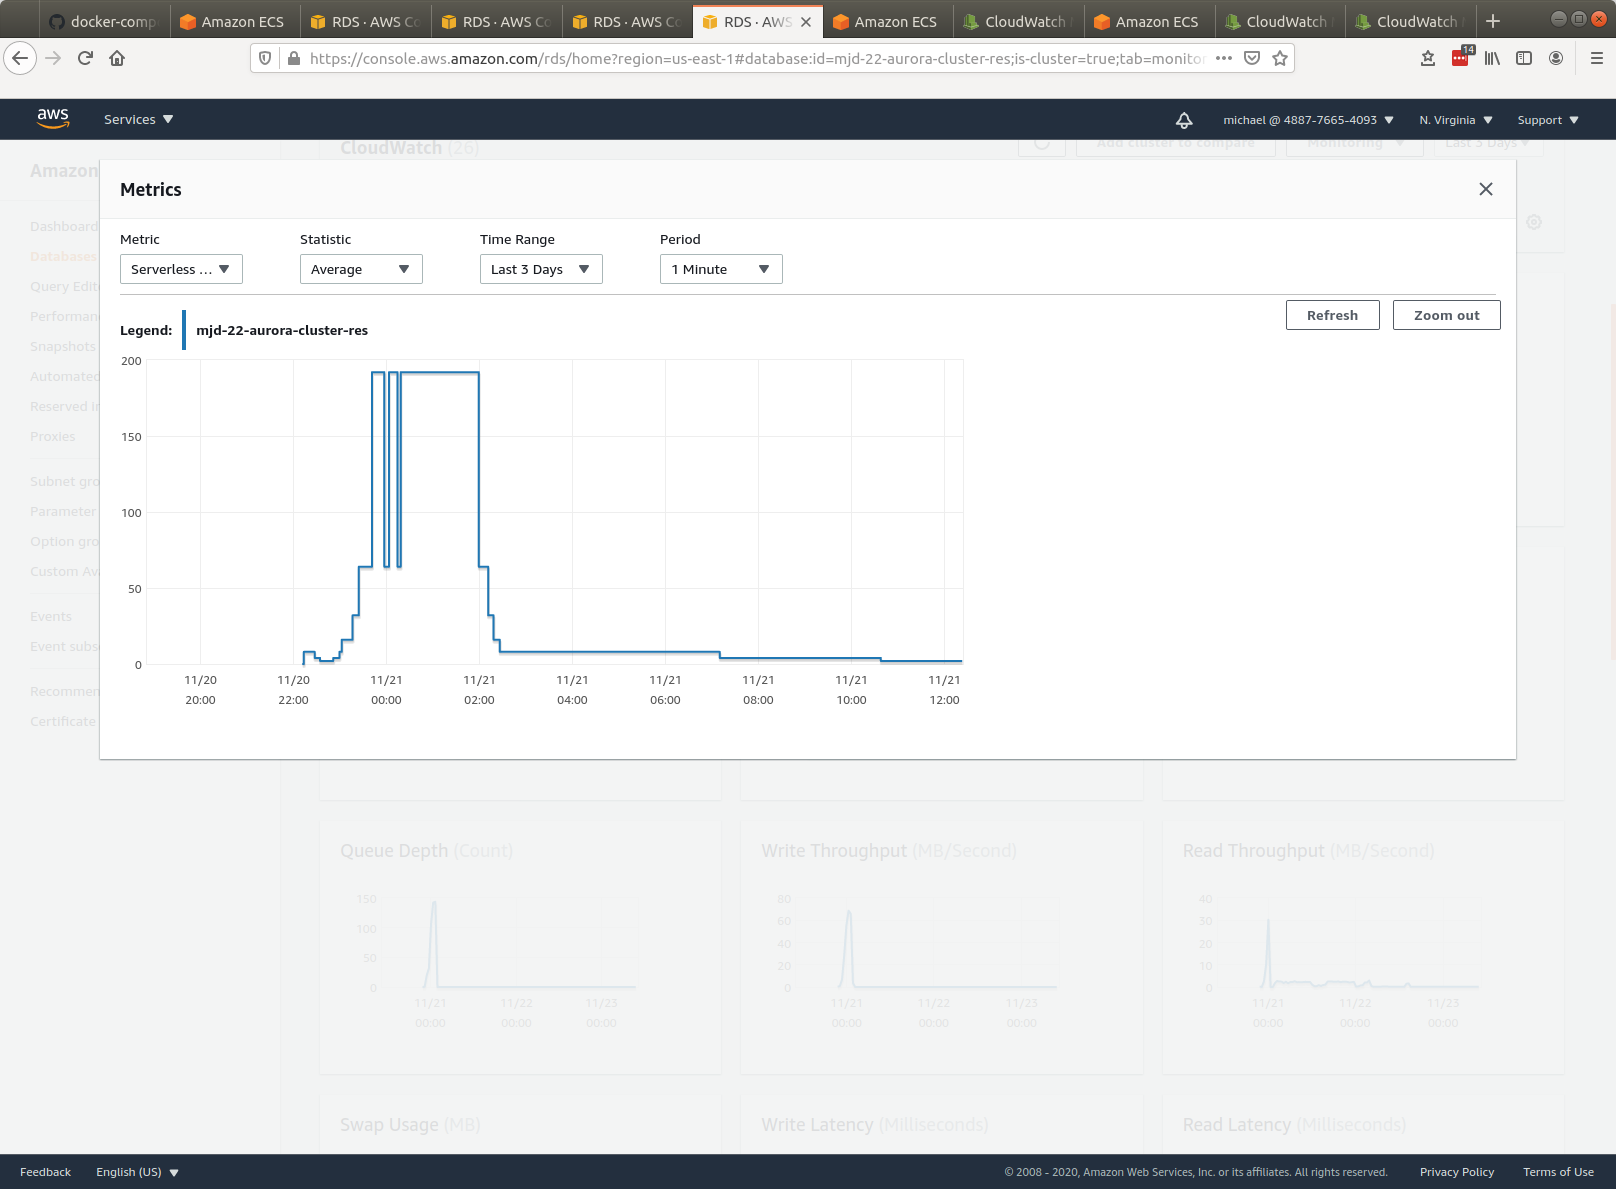 docker-comp
Amazon ECS
RDS · AWS Co
RDS · AWS Co
RDS · AWS Co
RDS · AWS
Amazon ECS
CloudWatch
Amazon ECS
CloudWatch
CloudWatch
https://console.aws.amazon.com/rds/home?region=us-east-1#database:id=mjd-22-aurora-cluster-res;is-cluster=true;tab=monitor
14
aws
Services
michael @ 4887-7665-4093
N. Virginia
Support
CloudWatch (26)
Add cluster to compare
Monitoring
Last 3 Days
Amazon
Dashboard
Databases
Query Edit
Performan
Snapshots
Automated
Reserved in
Proxies
Subnet gro
Parameter
Option gro
Custom Ava
Events
Event subs
Recommen
Certificate
Metrics
Metric
Statistic
Time Range
Period
Serverless ...
Average
Last 3 Days
1 Minute
Refresh
Zoom out
Legend:
mjd-22-aurora-cluster-res
200
150
100
50
0
11/20 20:00
11/20 22:00
11/21 00:00
11/21 02:00
11/21 04:00
11/21 06:00
11/21 08:00
11/21 10:00
11/21 12:00
Queue Depth (Count)
150
100
50
0
11/21 00:00
11/22 00:00
11/23 00:00
Write Throughput (MB/Second)
80
60
40
20
0
11/21 00:00
11/22 00:00
11/23 00:00
Read Throughput (MB/Second)
40
30
20
10
0
11/21 00:00
11/22 00:00
11/23 00:00
Swap Usage (MB)
Write Latency (Milliseconds)
Read Latency (Milliseconds)
Feedback
English (US)
© 2008 - 2020, Amazon Web Services, Inc. or its affiliates. All rights reserved.
Privacy Policy
Terms of Use